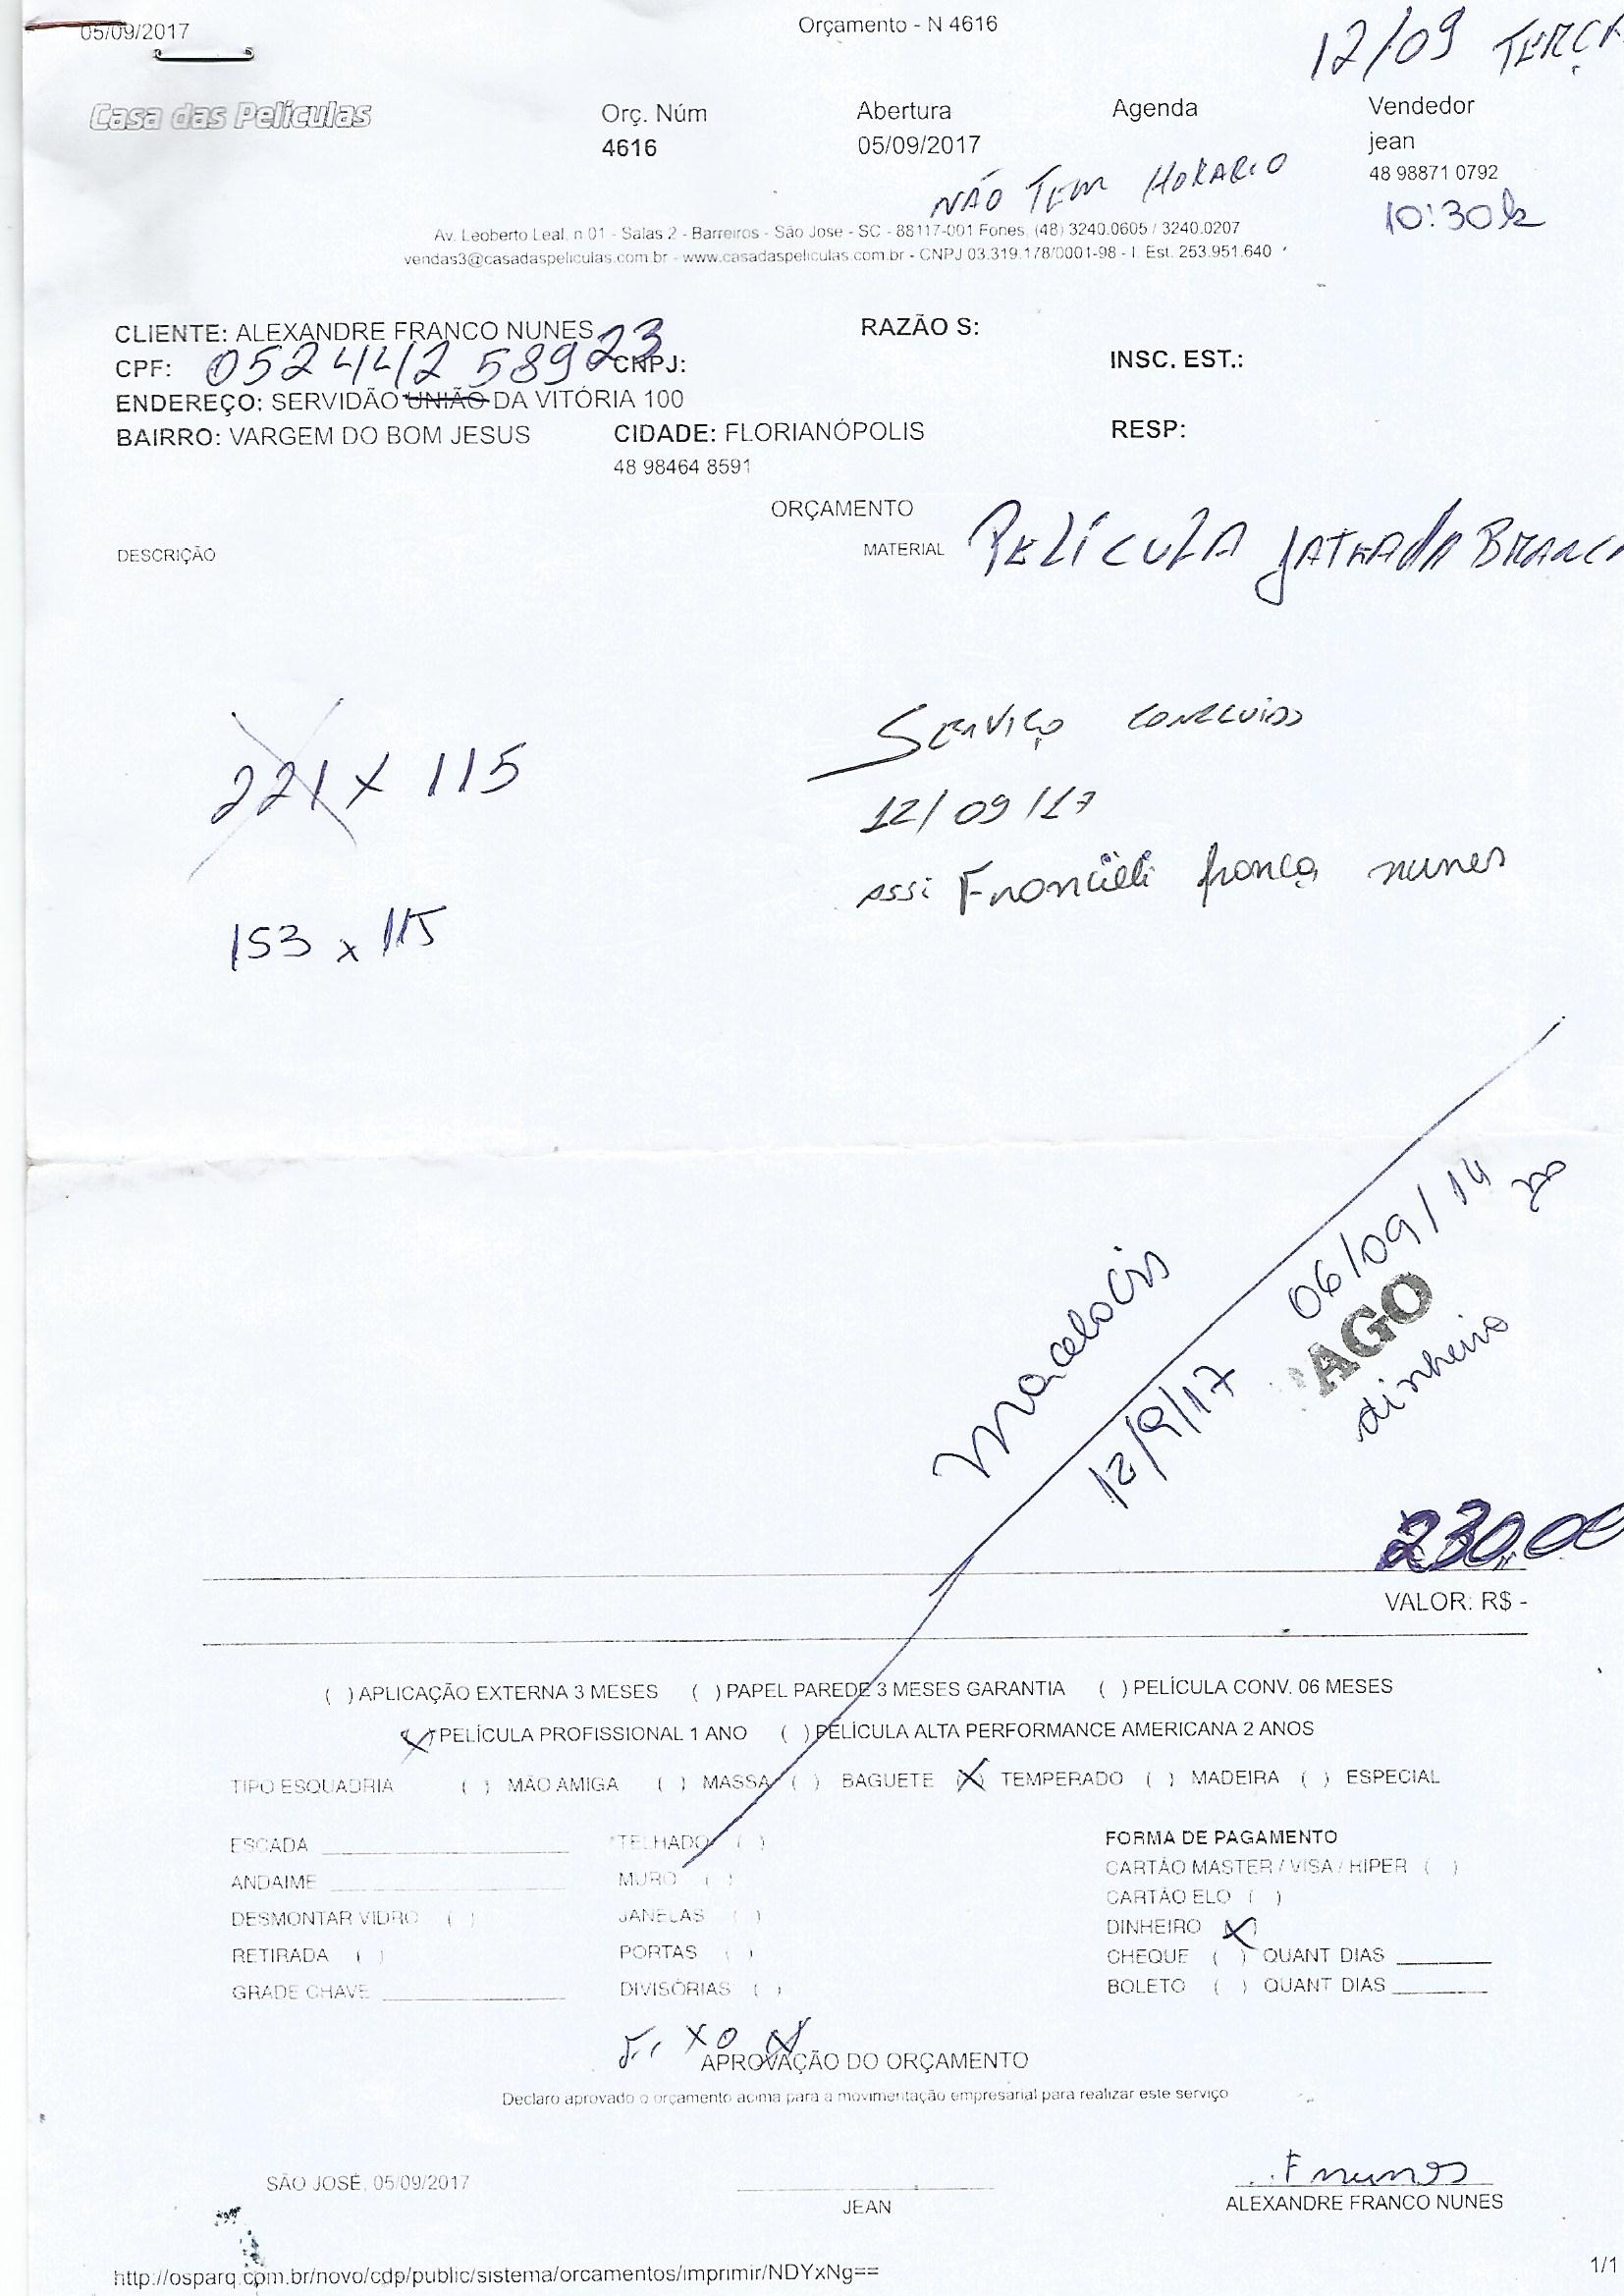 05/09/2017 Orçamento - N 4616
12/09 TERÇA
Casa das Películas Orç. Núm Abertura Agenda Vendedor
4616 05/09/2017 jean
48 98871 0792
NÃO TEM HORARIO 10:30h
Av. Leoberto Leal, n 01 - Salas 2 - Barreiros - São Jose - SC - 88117-001 Fones. (48) 3240.0605 / 3240.0207
vendas3@casadaspeliculas.com.br - www.casadaspeliculas.com.br - CNPJ 03.319.178/0001-98 - I. Est. 253.951.640
CLIENTE: ALEXANDRE FRANCO NUNES RAZÃO S:
CPF: 052 442 589 23 CNPJ: INSC. EST.:
ENDEREÇO: SERVIDÃO UNIÃO DA VITÓRIA 100
BAIRRO: VARGEM DO BOM JESUS CIDADE: FLORIANÓPOLIS RESP:
48 98464 8591
ORÇAMENTO
DESCRIÇÃO MATERIAL PELÍCULA JATEADA BRANCA
Serviço concluido
221 x 115
12/09/17
assi franca nunes
153 x 115
06/09/14
12/9/17
PAGO
dinheiro
230,00
VALOR: R$ -
( ) APLICAÇÃO EXTERNA 3 MESES ( ) PAPEL PAREDE 3 MESES GARANTIA ( ) PELÍCULA CONV. 06 MESES
(X) PELÍCULA PROFISSIONAL 1 ANO ( ) PELÍCULA ALTA PERFORMANCE AMERICANA 2 ANOS
TIPO ESQUADRIA ( ) MÃO AMIGA ( ) MASSA ( ) BAGUETE (X) TEMPERADO ( ) MADEIRA ( ) ESPECIAL
ESCADA TELHADO ( ) FORMA DE PAGAMENTO
ANDAIME MURO ( ) CARTÃO MASTER / VISA / HIPER ( )
DESMONTAR VIDRO ( ) JANELAS ( ) CARTÃO ELO ( )
RETIRADA ( ) PORTAS ( ) DINHEIRO (X)
GRADE CHAVE DIVISÓRIAS ( ) CHEQUE ( ) QUANT DIAS
BOLETO ( ) QUANT DIAS
FIXO X
APROVAÇÃO DO ORÇAMENTO
Declaro aprovado o orçamento acima para a movimentação empresarial para realizar este serviço
F nunes
SÃO JOSÉ, 05/09/2017 JEAN ALEXANDRE FRANCO NUNES
http://osparq.com.br/novo/cdp/public/sistema/orcamentos/imprimir/NDYxNg== 1/1